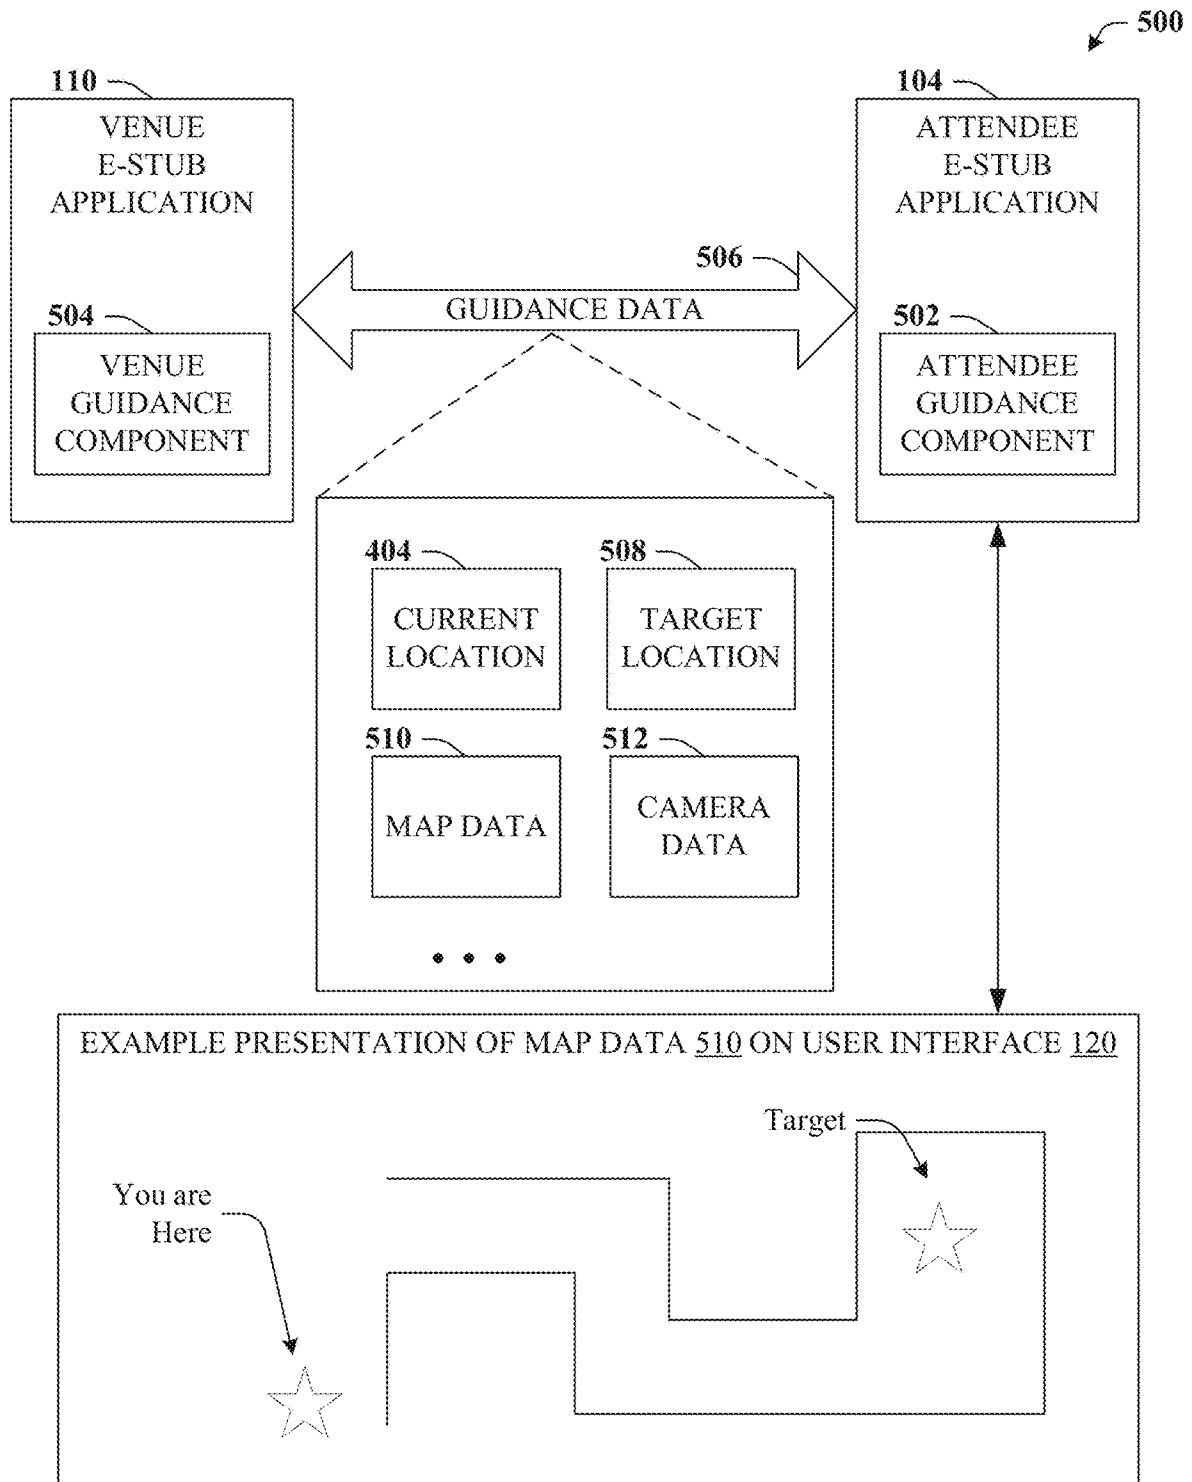 500
110
VENUE
E-STUB
APPLICATION
504
VENUE
GUIDANCE
COMPONENT
506
GUIDANCE DATA
104
ATTENDEE
E-STUB
APPLICATION
502
ATTENDEE
GUIDANCE
COMPONENT
404
CURRENT
LOCATION
508
TARGET
LOCATION
510
MAP DATA
512
CAMERA
DATA
• • •
EXAMPLE PRESENTATION OF MAP DATA 510 ON USER INTERFACE 120
Target
You are
Here